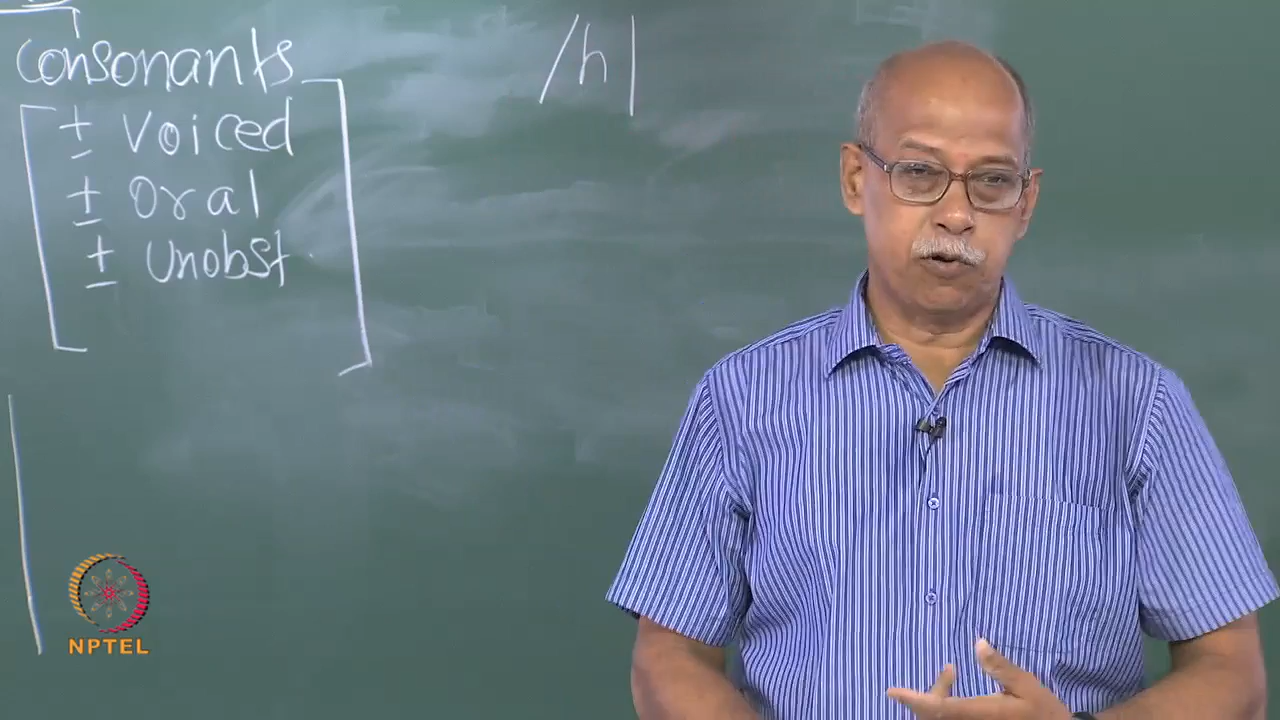 consonants
/h/
± Voiced
± oral
± Unobst
NPTEL